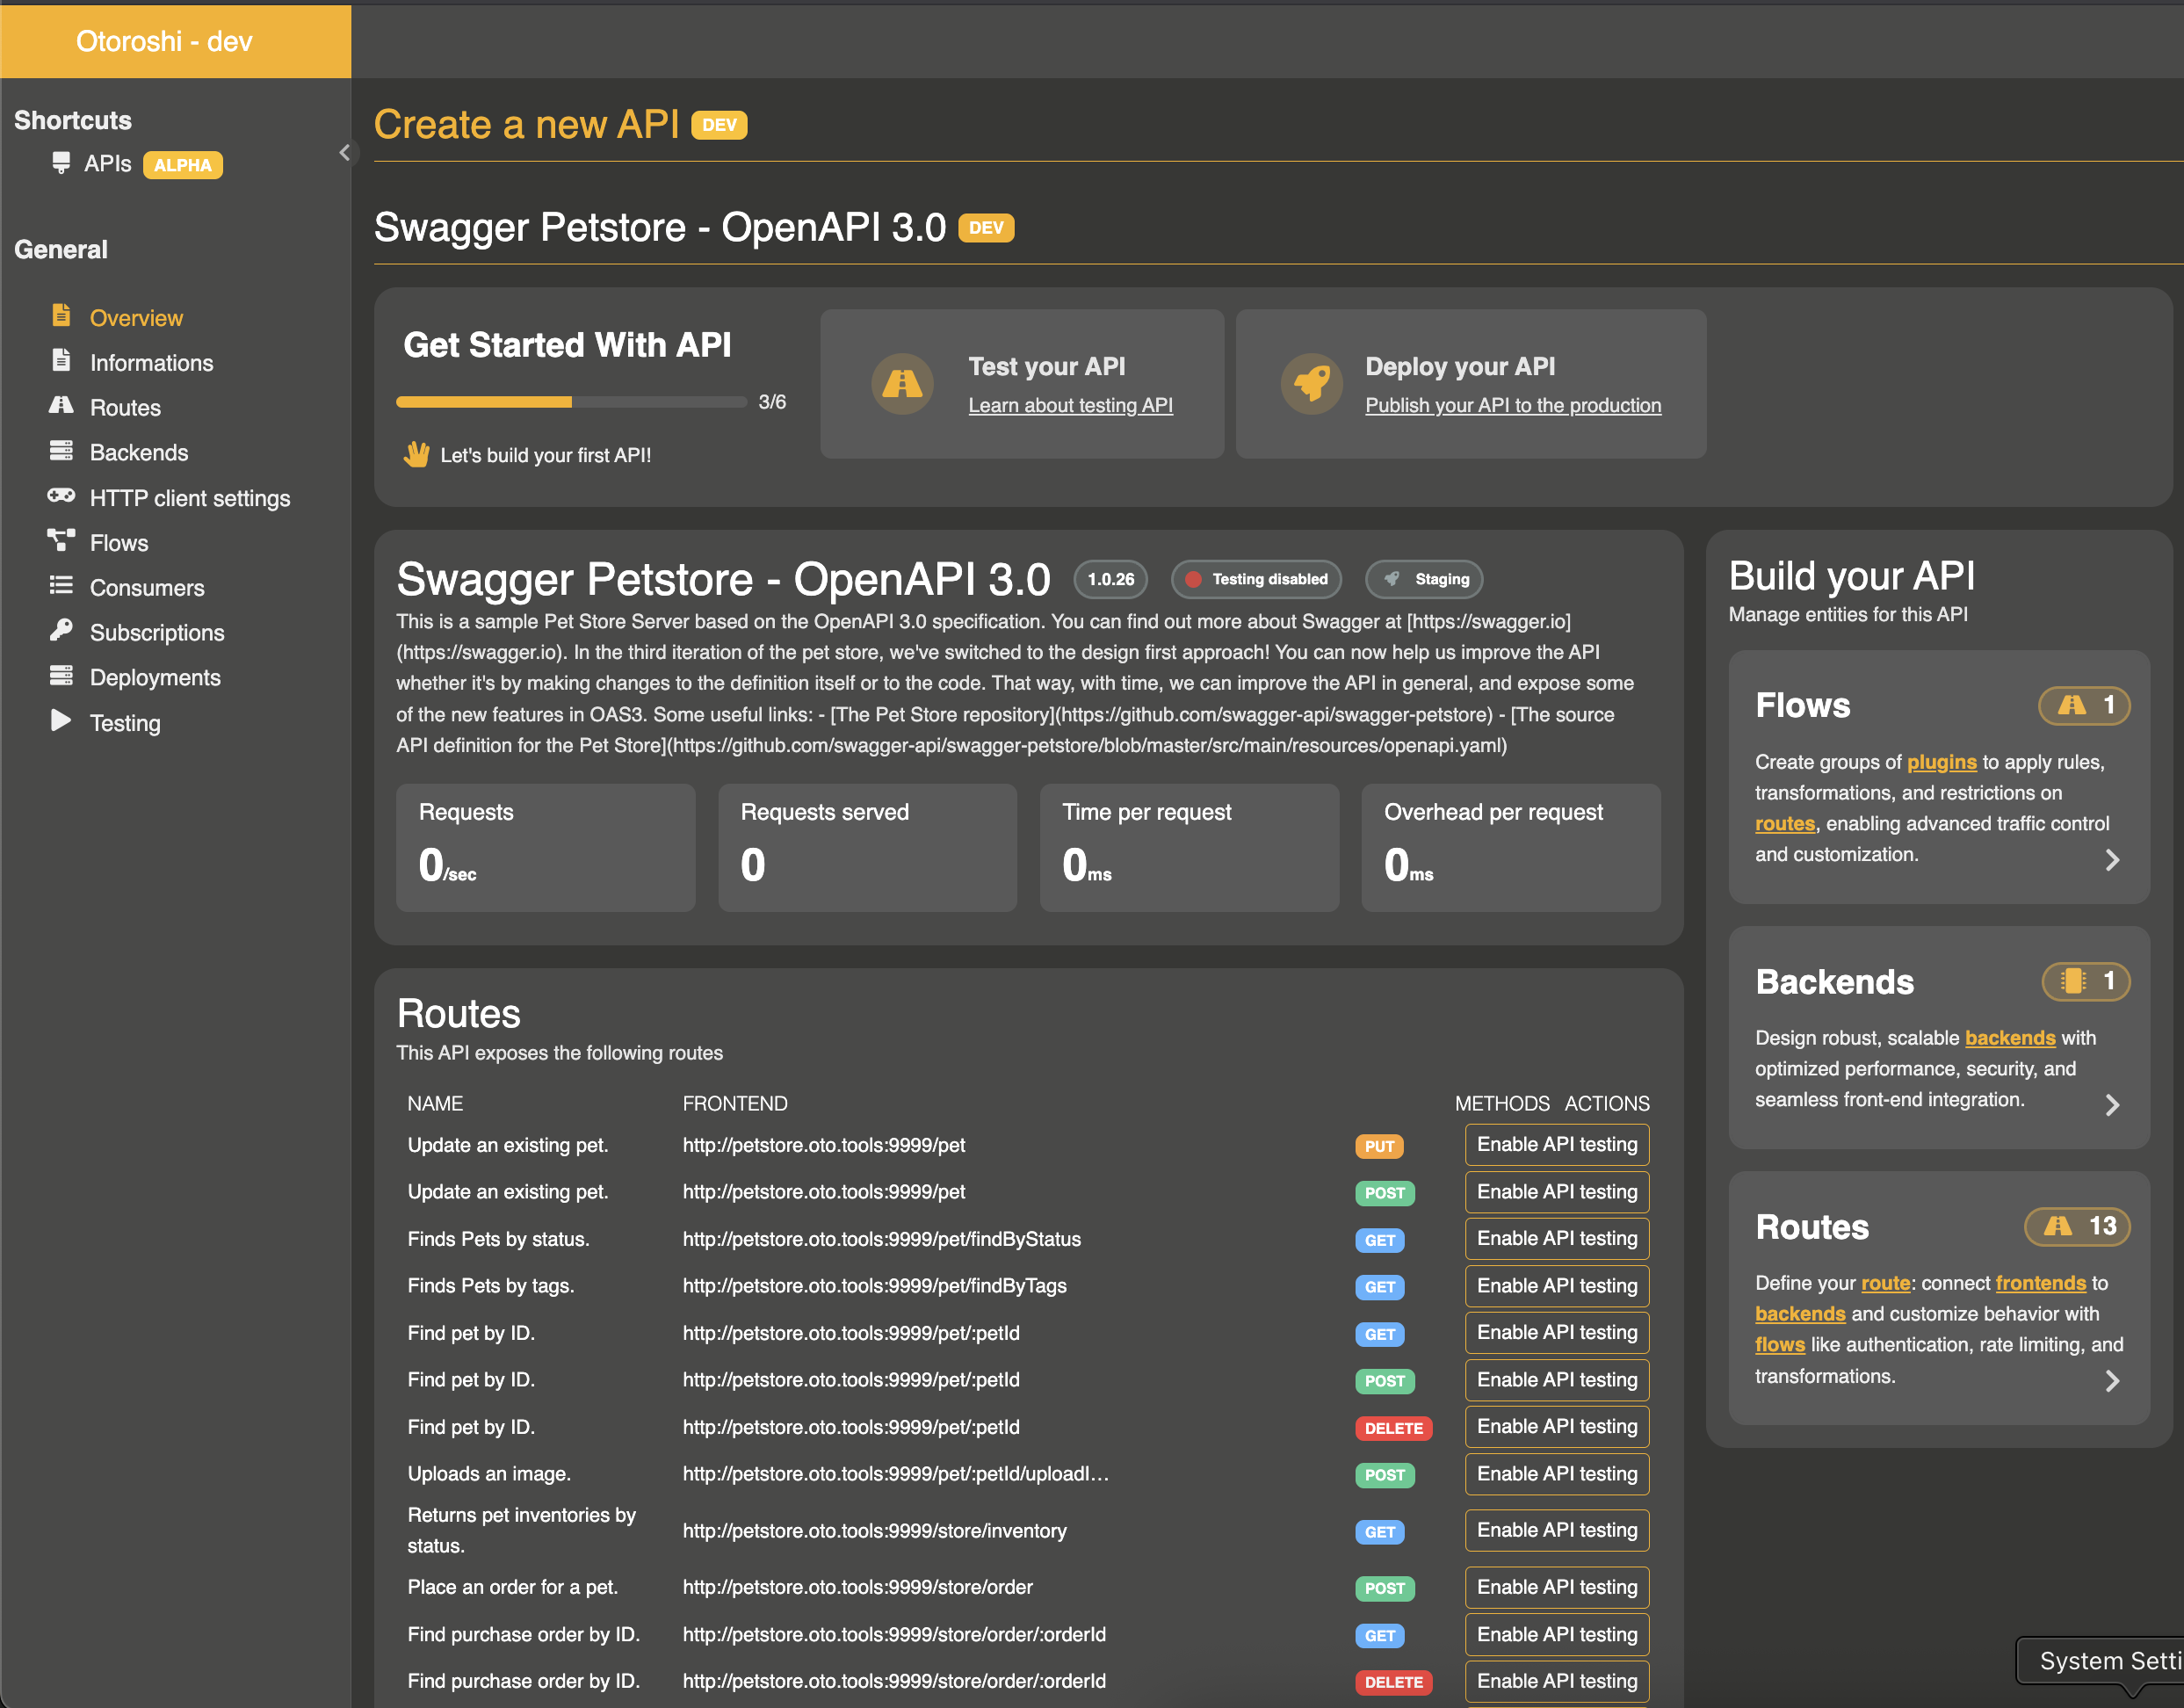 Otoroshi - dev
Shortcuts
APIs ALPHA
General
Overview
Informations
Routes
Backends
HTTP client settings
Flows
Consumers
Subscriptions
Deployments
Testing
Create a new API DEV
Swagger Petstore - OpenAPI 3.0 DEV
Get Started With API
3/6
Let's build your first API!
Test your API
Learn about testing API
Deploy your API
Publish your API to the production
Swagger Petstore - OpenAPI 3.0 1.0.26 Testing disabled Staging
This is a sample Pet Store Server based on the OpenAPI 3.0 specification. You can find out more about Swagger at [https://swagger.io]
(https://swagger.io). In the third iteration of the pet store, we've switched to the design first approach! You can now help us improve the API
whether it's by making changes to the definition itself or to the code. That way, with time, we can improve the API in general, and expose some
of the new features in OAS3. Some useful links: - [The Pet Store repository](https://github.com/swagger-api/swagger-petstore) - [The source
API definition for the Pet Store](https://github.com/swagger-api/swagger-petstore/blob/master/src/main/resources/openapi.yaml)
Requests
0/sec
Requests served
0
Time per request
0ms
Overhead per request
0ms
Routes
This API exposes the following routes
NAME FRONTEND METHODS ACTIONS
Update an existing pet. http://petstore.oto.tools:9999/pet PUT Enable API testing
Update an existing pet. http://petstore.oto.tools:9999/pet POST Enable API testing
Finds Pets by status. http://petstore.oto.tools:9999/pet/findByStatus GET Enable API testing
Finds Pets by tags. http://petstore.oto.tools:9999/pet/findByTags GET Enable API testing
Find pet by ID. http://petstore.oto.tools:9999/pet/:petId GET Enable API testing
Find pet by ID. http://petstore.oto.tools:9999/pet/:petId POST Enable API testing
Find pet by ID. http://petstore.oto.tools:9999/pet/:petId DELETE Enable API testing
Uploads an image. http://petstore.oto.tools:9999/pet/:petId/uploadI... POST Enable API testing
Returns pet inventories by
status. http://petstore.oto.tools:9999/store/inventory GET Enable API testing
Place an order for a pet. http://petstore.oto.tools:9999/store/order POST Enable API testing
Find purchase order by ID. http://petstore.oto.tools:9999/store/order/:orderId GET Enable API testing
Find purchase order by ID. http://petstore.oto.tools:9999/store/order/:orderId DELETE Enable API testing
Build your API
Manage entities for this API
Flows 1
Create groups of plugins to apply rules,
transformations, and restrictions on
routes, enabling advanced traffic control
and customization.
Backends 1
Design robust, scalable backends with
optimized performance, security, and
seamless front-end integration.
Routes 13
Define your route: connect frontends to
backends and customize behavior with
flows like authentication, rate limiting, and
transformations.
System Setti